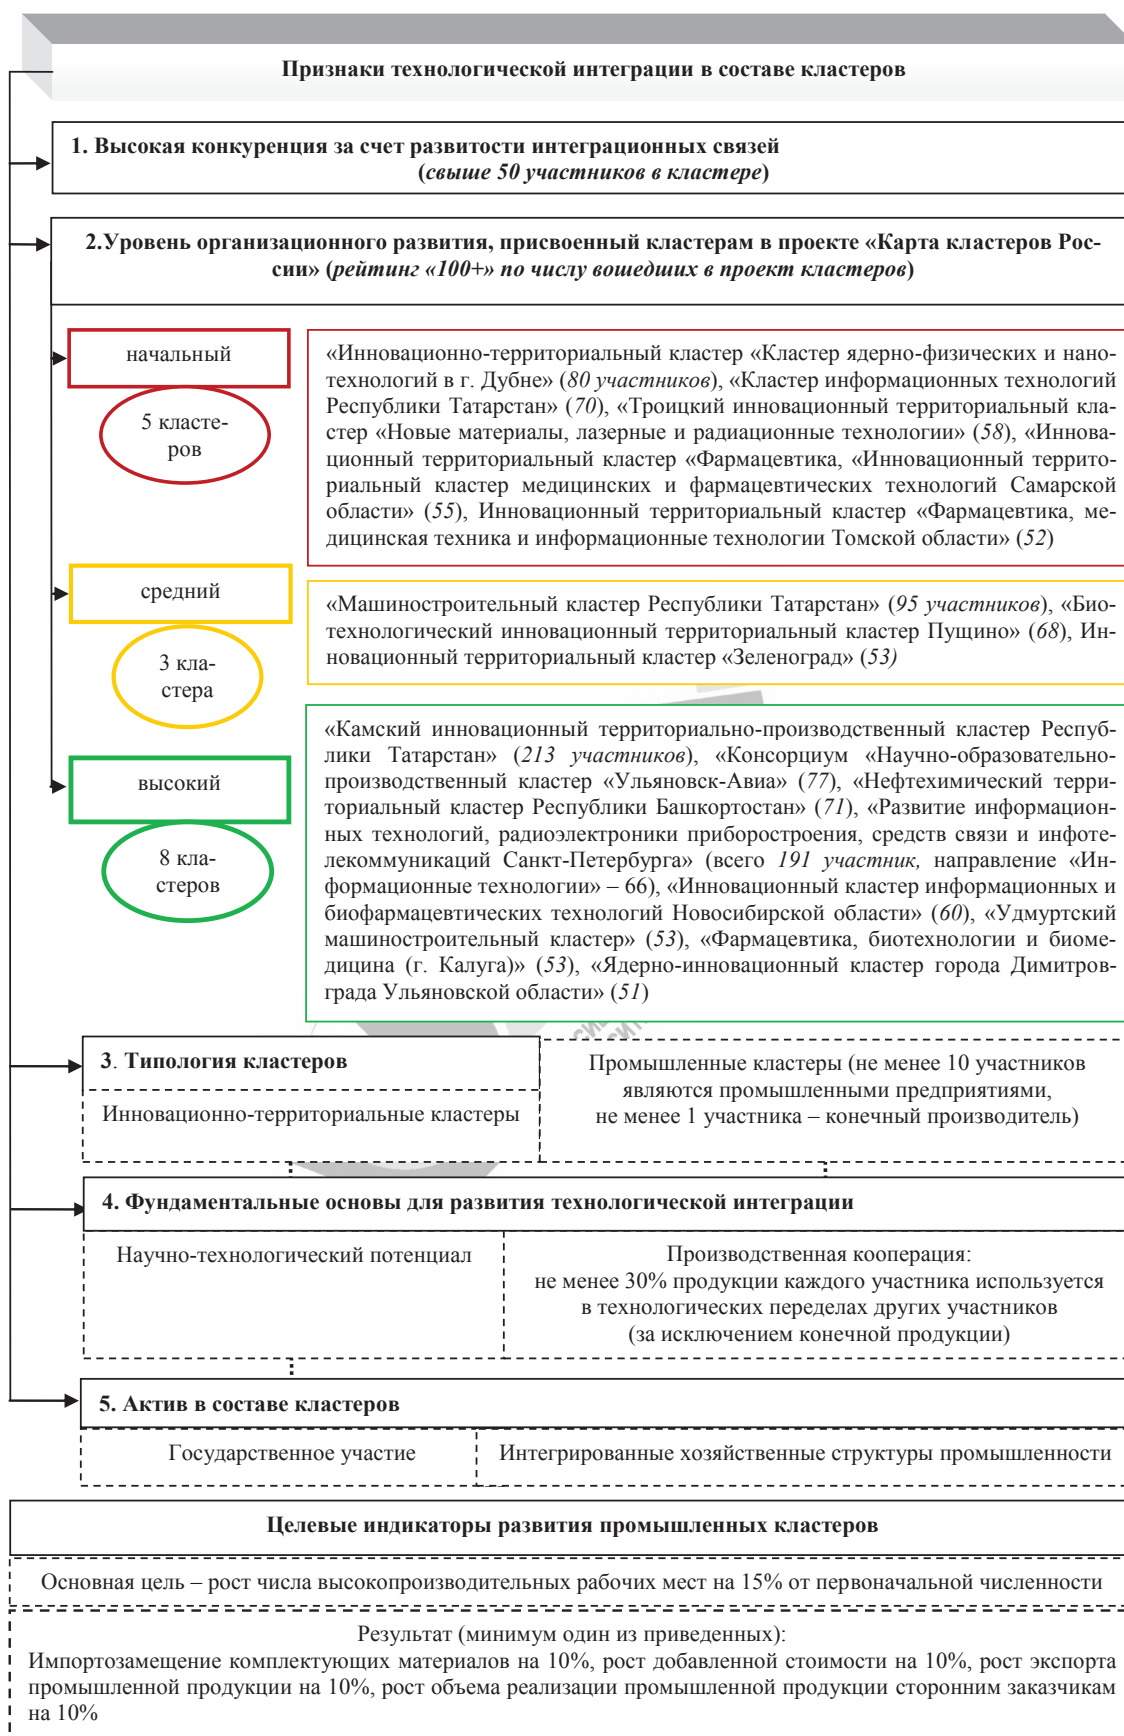 Признаки технологической интеграции в составе кластеров
1. Высокая конкуренция за счет развитости интеграционных связей
(свыше 50 участников в кластере)
2.Уровень организационного развития, присвоенный кластерам в проекте «Карта кластеров Рос-
сии» (рейтинг «100+» по числу вошедших в проект кластеров)
начальный
5 класте-
ров
«Инновационно-территориальный кластер «Кластер ядерно-физических и нано-
технологий в г. Дубне» (80 участников), «Кластер информационных технологий
Республики Татарстан» (70), «Троицкий инновационный территориальный кла-
стер «Новые материалы, лазерные и радиационные технологии» (58), «Иннова-
ционный территориальный кластер «Фармацевтика, «Инновационный террито-
риальный кластер медицинских и фармацевтических технологий Самарской
области» (55), Инновационный территориальный кластер «Фармацевтика, ме-
дицинская техника и информационные технологии Томской области» (52)
средний
3 кла-
стера
«Машиностроительный кластер Республики Татарстан» (95 участников), «Био-
технологический инновационный территориальный кластер Пущино» (68), Ин-
новационный территориальный кластер «Зеленоград» (53)
высокий
8 кла-
стеров
«Камский инновационный территориально-производственный кластер Респуб-
лики Татарстан» (213 участников), «Консорциум «Научно-образовательно-
производственный кластер «Ульяновск-Авиа» (77), «Нефтехимический терри-
ториальный кластер Республики Башкортостан» (71), «Развитие информацион-
ных технологий, радиоэлектроники приборостроения, средств связи и инфоте-
лекоммуникаций Санкт-Петербурга» (всего 191 участник, направление «Ин-
формационные технологии» – 66), «Инновационный кластер информационных и
биофармацевтических технологий Новосибирской области» (60), «Удмуртский
машиностроительный кластер» (53), «Фармацевтика, биотехнологии и биоме-
дицина (г. Калуга)» (53), «Ядерно-инновационный кластер города Димитров-
града Ульяновской области» (51)
3. Типология кластеров
Инновационно-территориальные кластеры
Промышленные кластеры (не менее 10 участников
являются промышленными предприятиями,
не менее 1 участника – конечный производитель)
4. Фундаментальные основы для развития технологической интеграции
Научно-технологический потенциал
Производственная кооперация:
не менее 30% продукции каждого участника используется
в технологических переделах других участников
(за исключением конечной продукции)
5. Актив в составе кластеров
Государственное участие
Интегрированные хозяйственные структуры промышленности
Целевые индикаторы развития промышленных кластеров
Основная цель – рост числа высокопроизводительных рабочих мест на 15% от первоначальной численности
Результат (минимум один из приведенных):
Импортозамещение комплектующих материалов на 10%, рост добавленной стоимости на 10%, рост экспорта
промышленной продукции на 10%, рост объема реализации промышленной продукции сторонним заказчикам
на 10%